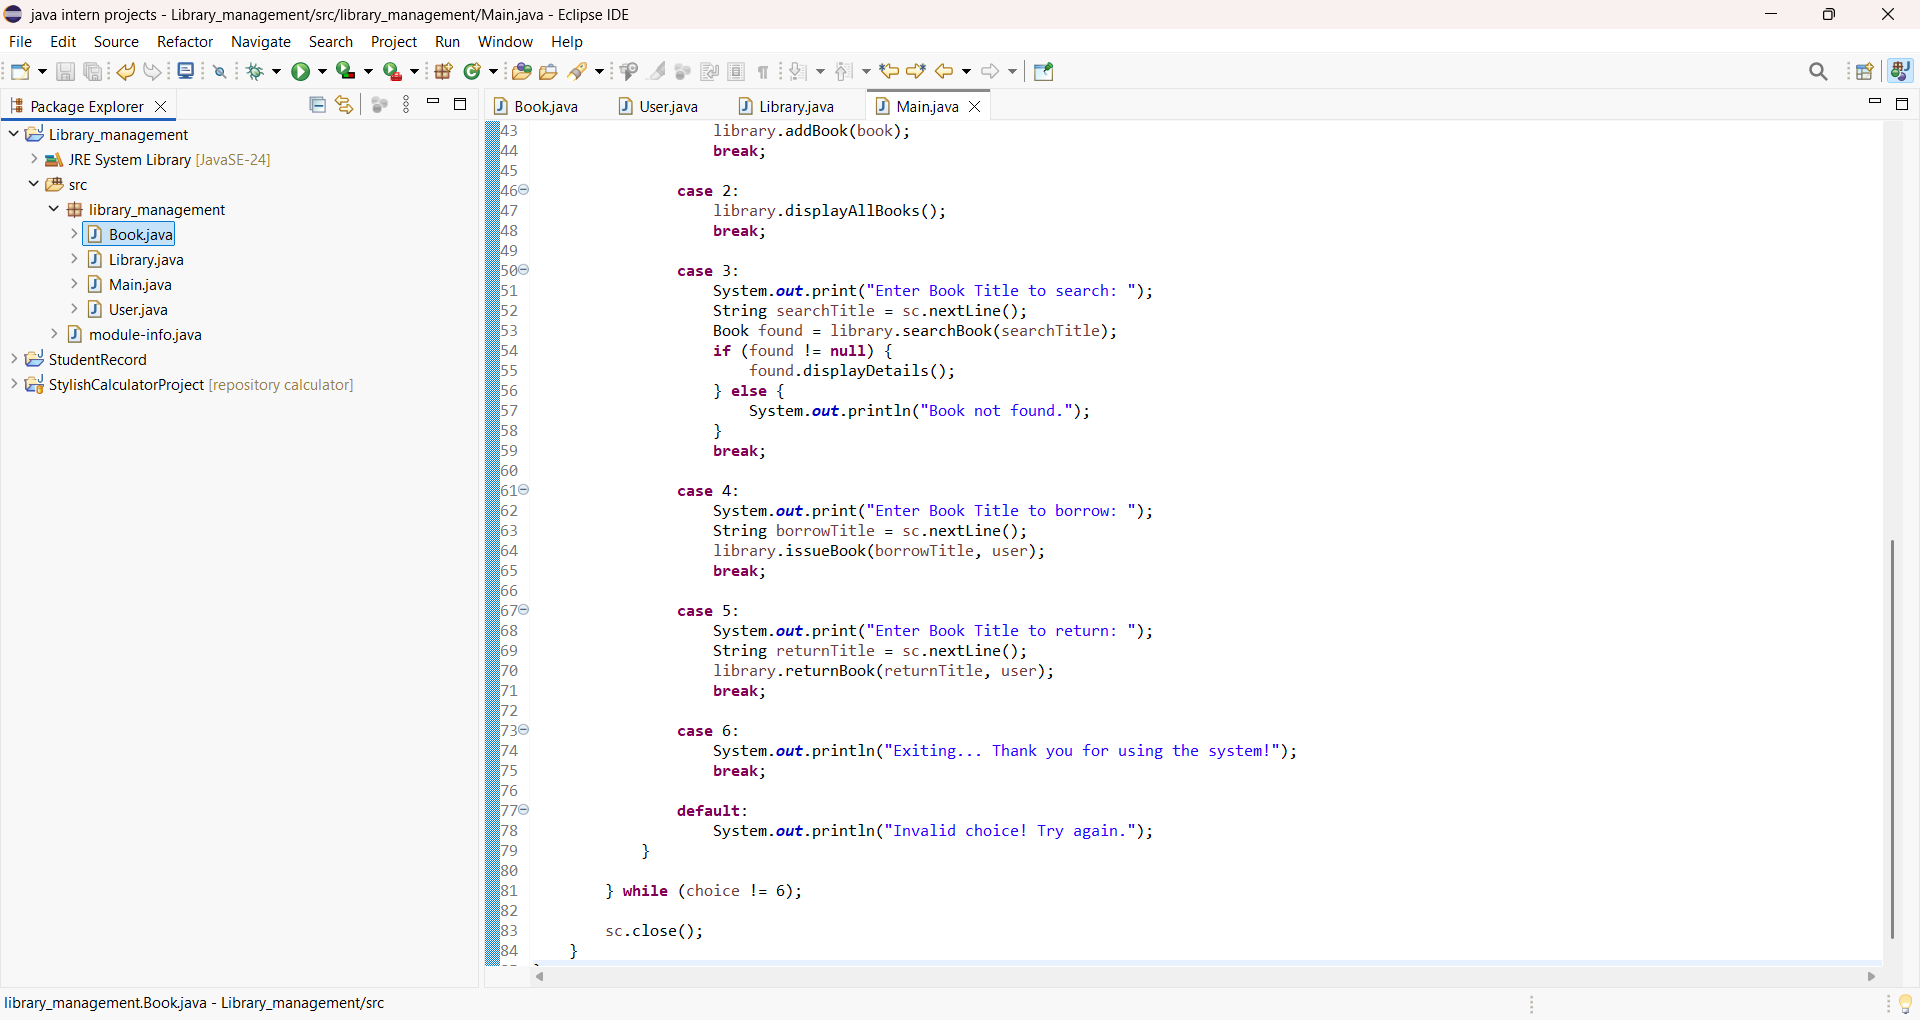 java intern projects - Library_management/src/library_management/Main.java - Eclipse IDE
File Edit Source Refactor Navigate Search Project Run Window Help
Package Explorer
Library_management
JRE System Library [JavaSE-24]
src
library_management
Book.java
Library.java
Main.java
User.java
module-info.java
StudentRecord
StylishCalculatorProject [repository calculator]
Book.java User.java Library.java Main.java
43 library.addBook(book);
44 break;
45
46 case 2:
47 library.displayAllBooks();
48 break;
49
50 case 3:
51 System.out.print("Enter Book Title to search: ");
52 String searchTitle = sc.nextLine();
53 Book found = library.searchBook(searchTitle);
54 if (found != null) {
55 found.displayDetails();
56 } else {
57 System.out.println("Book not found.");
58 }
59 break;
60
61 case 4:
62 System.out.print("Enter Book Title to borrow: ");
63 String borrowTitle = sc.nextLine();
64 library.issueBook(borrowTitle, user);
65 break;
66
67 case 5:
68 System.out.print("Enter Book Title to return: ");
69 String returnTitle = sc.nextLine();
70 library.returnBook(returnTitle, user);
71 break;
72
73 case 6:
74 System.out.println("Exiting... Thank you for using the system!");
75 break;
76
77 default:
78 System.out.println("Invalid choice! Try again.");
79 }
80
81 } while (choice != 6);
82
83 sc.close();
84 }
library_management.Book.java - Library_management/src